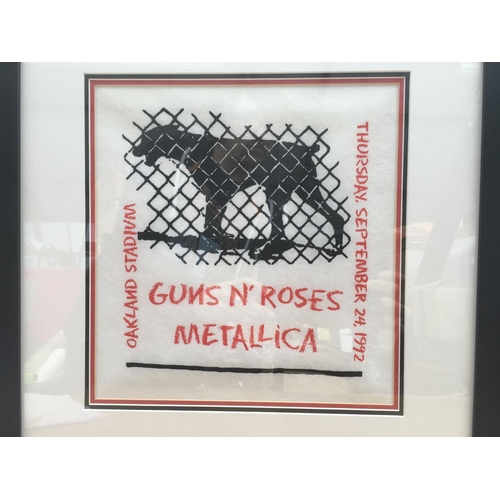 OAKLAND STADIUM
THURSDAY, SEPTEMBER 24, 1992
GUNS N' ROSES
METALLICA